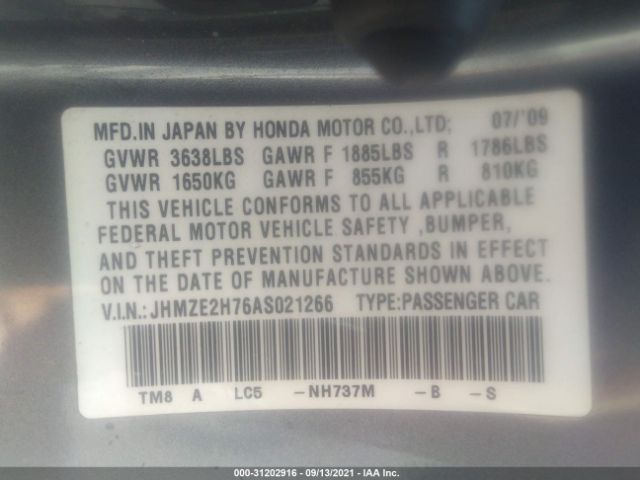 MFD.IN JAPAN BY HONDA MOTOR CO.,LTD; 07/'09
GVWR 3638LBS GAWR F 1885LBS R 1786LBS
GVWR 1650KG GAWR F 855KG R 810KG
THIS VEHICLE CONFORMS TO ALL APPLICABLE
FEDERAL MOTOR VEHICLE SAFETY ,BUMPER,
AND THEFT PREVENTION STANDARDS IN EFFECT
ON THE DATE OF MANUFACTURE SHOWN ABOVE.
V.I.N.:JHMZE2H76AS021266 TYPE:PASSENGER CAR
TM8 A LC5 -NH737M -B -S
000-31202916 - 09/13/2021 - IAA Inc.